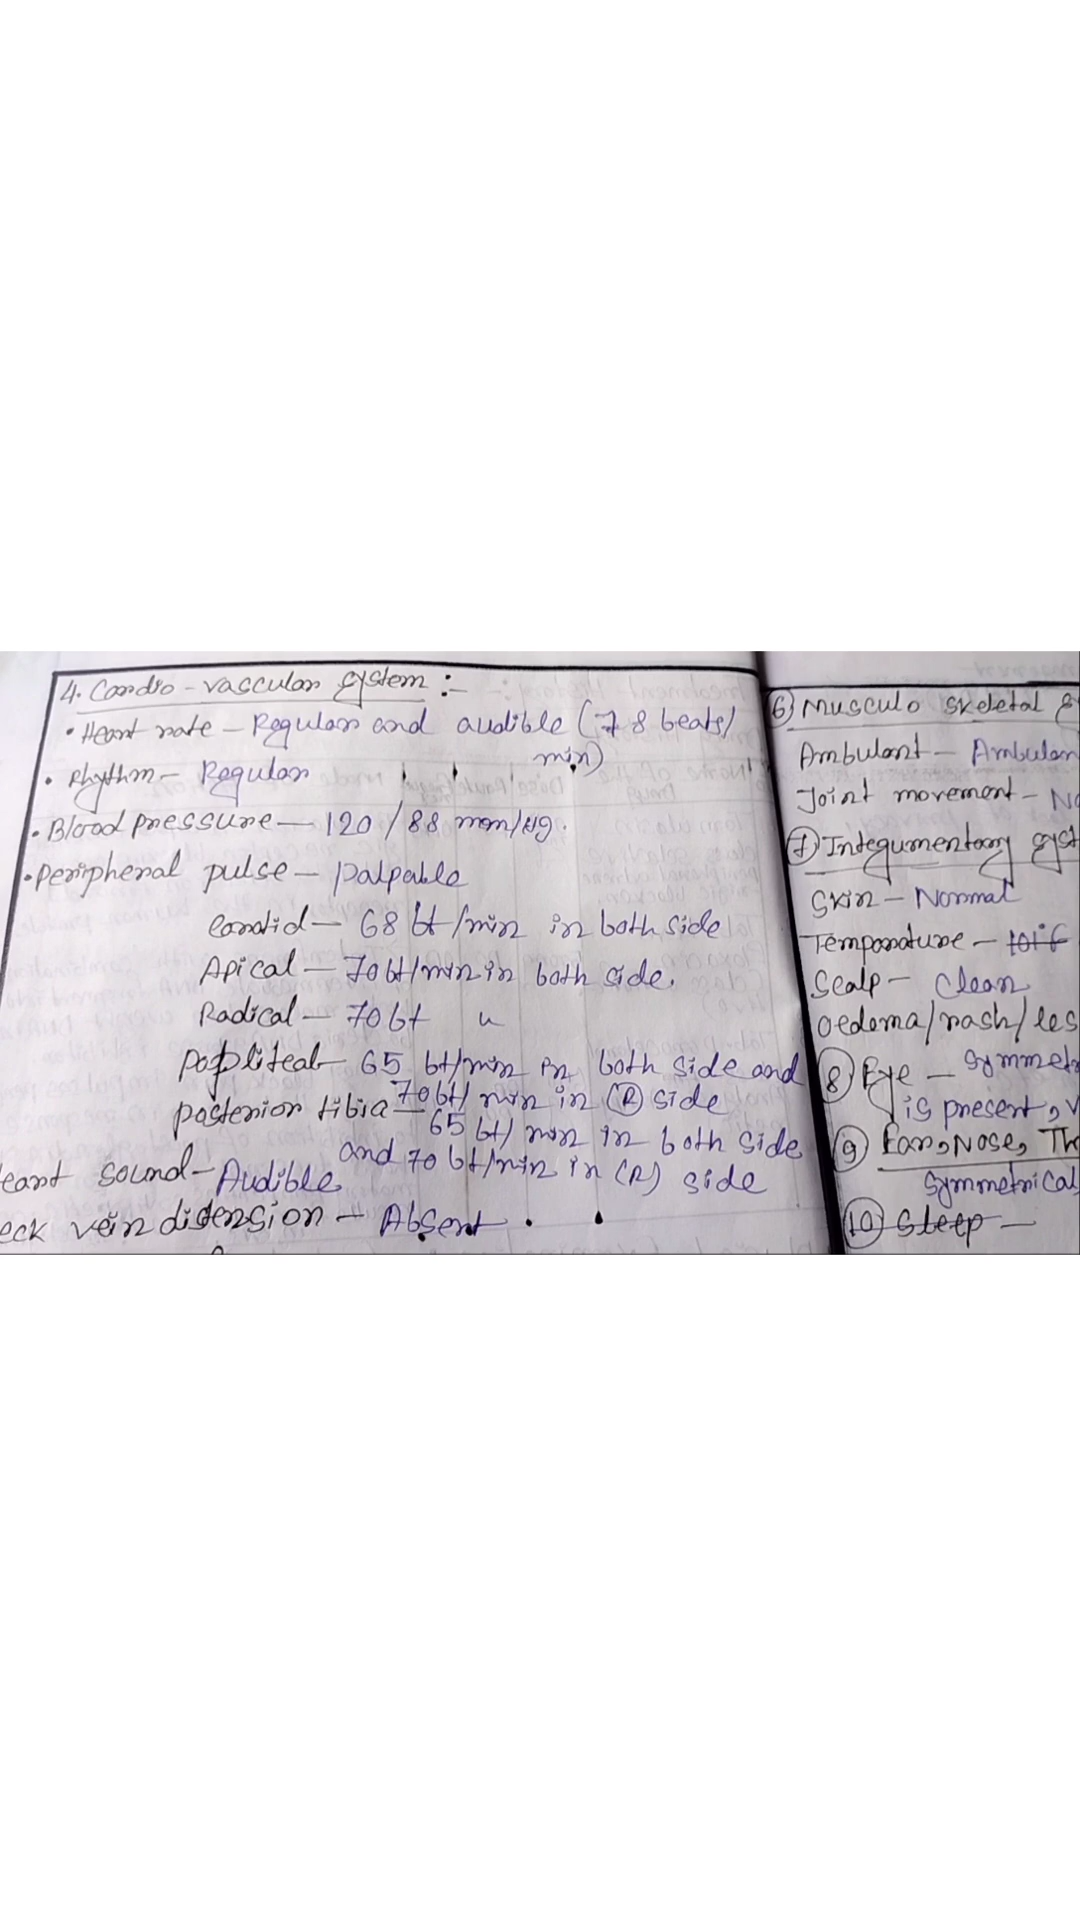 4. Cardio-vascular system :-
• Heart rate - Regular and audible (78 beats/
min)
• Rhythm - Regular
• Blood pressure - 120/88 mm/Hg.
• Peripheral pulse - palpable
Carotid - 68 bt/min in both side
Apical - 70 bt/min in both side.
Radical - 70 bt "
popliteal - 65 bt/min in both side and
70 bt/min in (R) side
posterior tibia - 65 bt/min in both side
and 70 bt/min in (R) side
eart sound - Audible
eck vein distension - Absent
6) Musculo skeletal sy
Ambulant - Ambulan
Joint movement - No
7) Integumentary syst
Skin - Normal
Temperature -
Scalp - Clean
oedema/rash/les
8) Eye - symmetr
is present, v
9) Ear, Nose, Th
symmetrical,
10) Sleep -